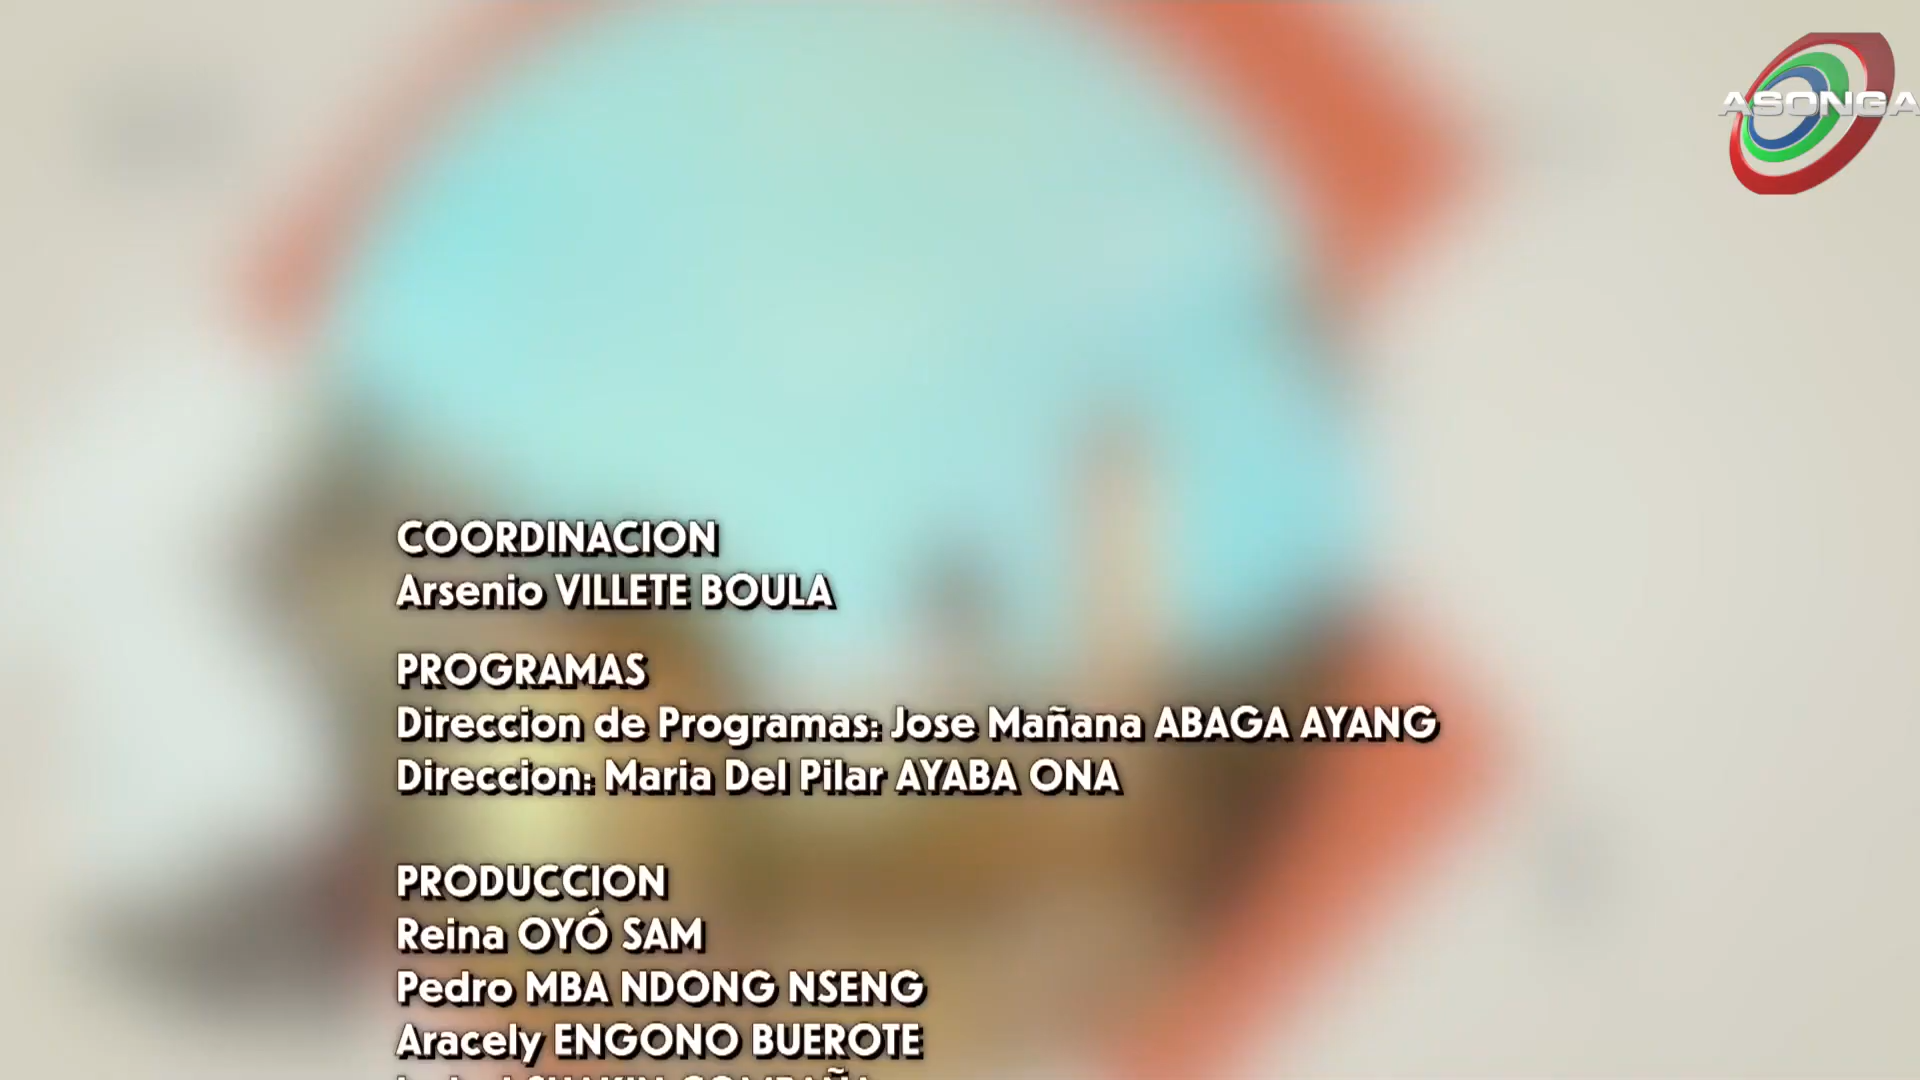 ASONGA
COORDINACION
Arsenio VILLETE BOULA
PROGRAMAS
Direccion de Programas: Jose Mañana ABAGA AYANG
Direccion: Maria Del Pilar AYABA ONA
PRODUCCION
Reina OYÓ SAM
Pedro MBA NDONG NSENG
Aracely ENGONO BUEROTE